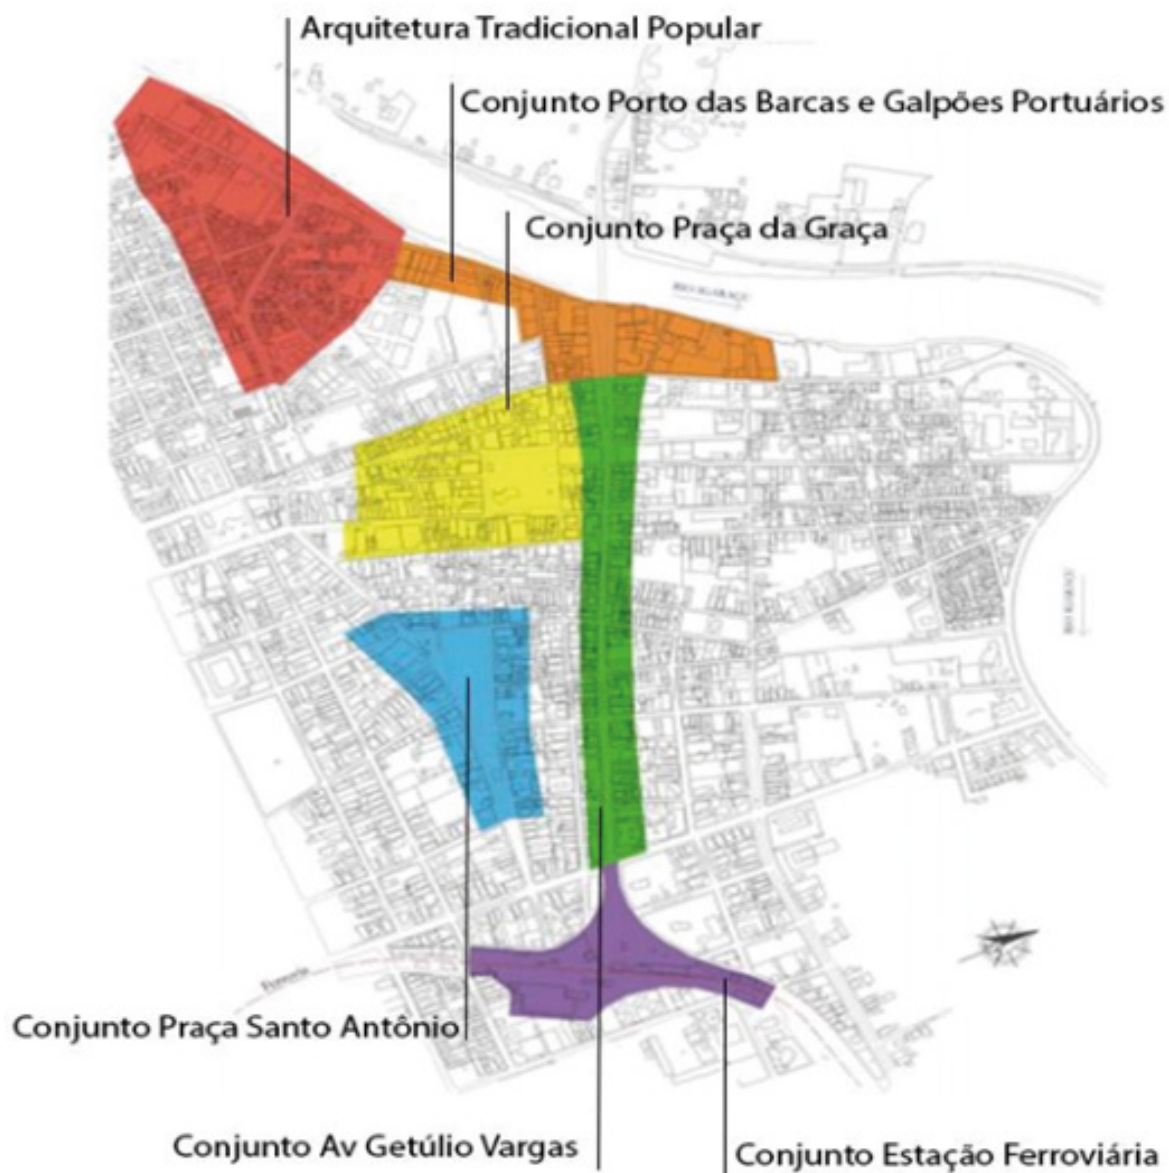 Arquitetura Tradicional Popular
Conjunto Porto das Barcas e Galpões Portuários
Conjunto Praça da Graça
Conjunto Praça Santo Antônio
Conjunto Av Getúlio Vargas
Conjunto Estação Ferroviária